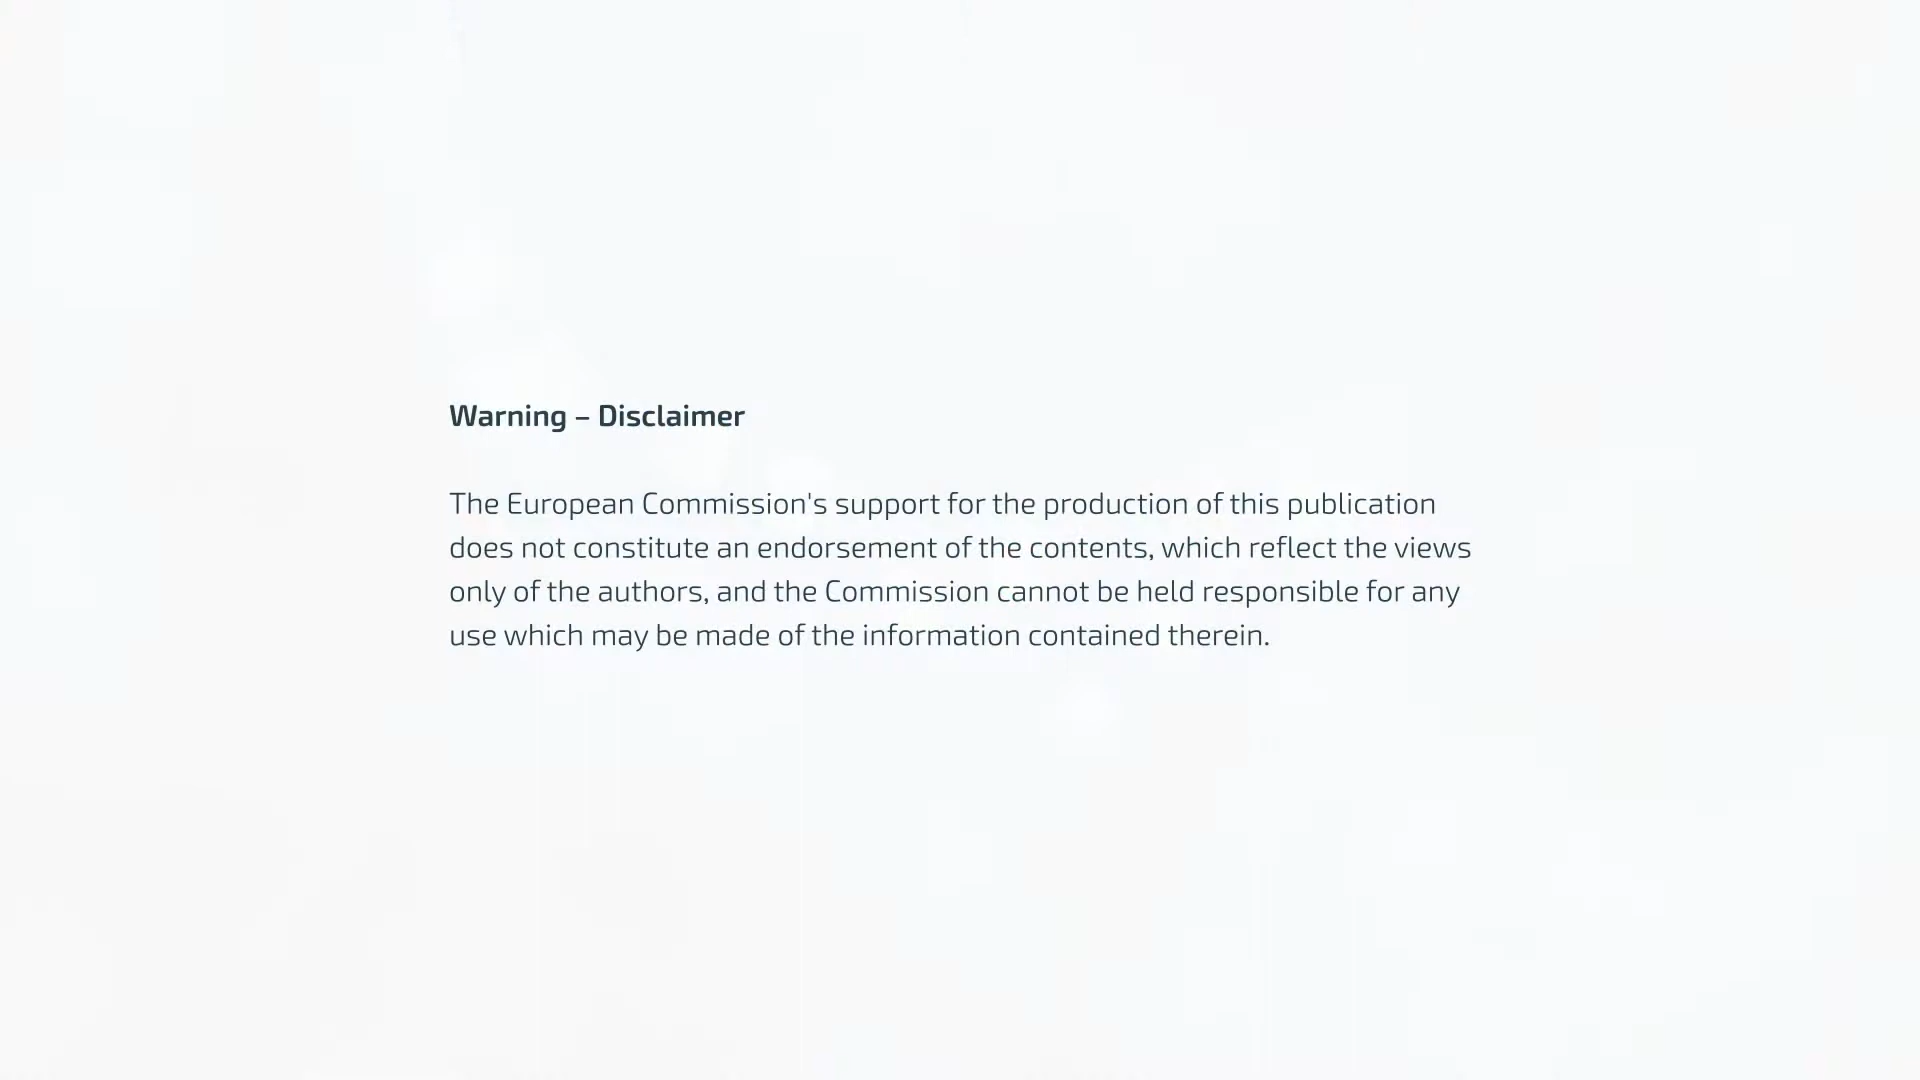 Warning – Disclaimer
The European Commission's support for the production of this publication
does not constitute an endorsement of the contents, which reflect the views
only of the authors, and the Commission cannot be held responsible for any
use which may be made of the information contained therein.